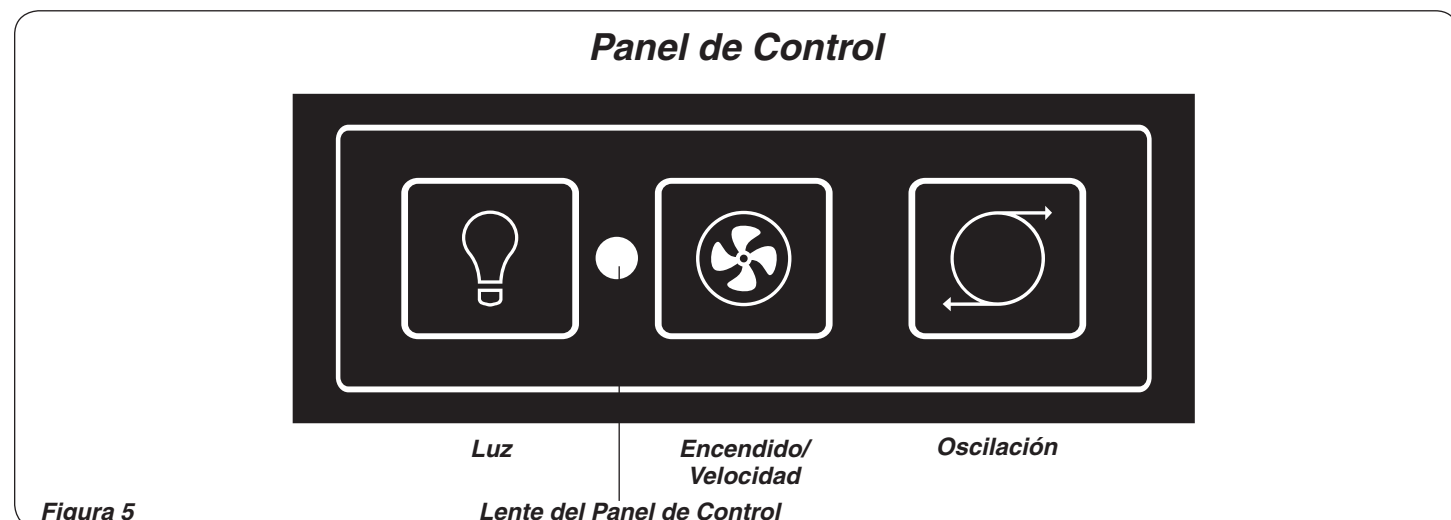 Panel de Control
Luz
Encendido/
Velocidad
Oscilación
Lente del Panel de Control
Figura 5